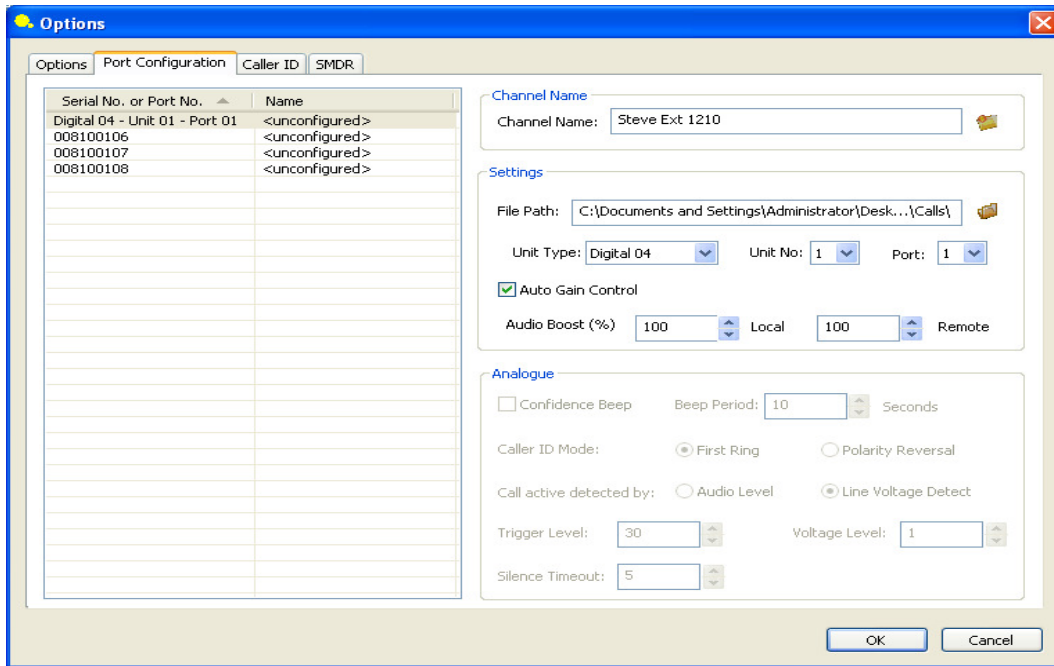 Options
Options Port Configuration Caller ID SMDR
Serial No. or Port No. Name
Digital 04 - Unit 01 - Port 01 <unconfigured>
008100106 <unconfigured>
008100107 <unconfigured>
008100108 <unconfigured>
Channel Name
Channel Name: Steve Ext 1210
Settings
File Path: C:\Documents and Settings\Administrator\Desk...\Calls\
Unit Type: Digital 04 Unit No: 1 Port: 1
Auto Gain Control
Audio Boost (%) 100 Local 100 Remote
Analogue
Confidence Beep Beep Period: 10 Seconds
Caller ID Mode: First Ring Polarity Reversal
Call active detected by: Audio Level Line Voltage Detect
Trigger Level: 30 Voltage Level: 1
Silence Timeout: 5
OK Cancel